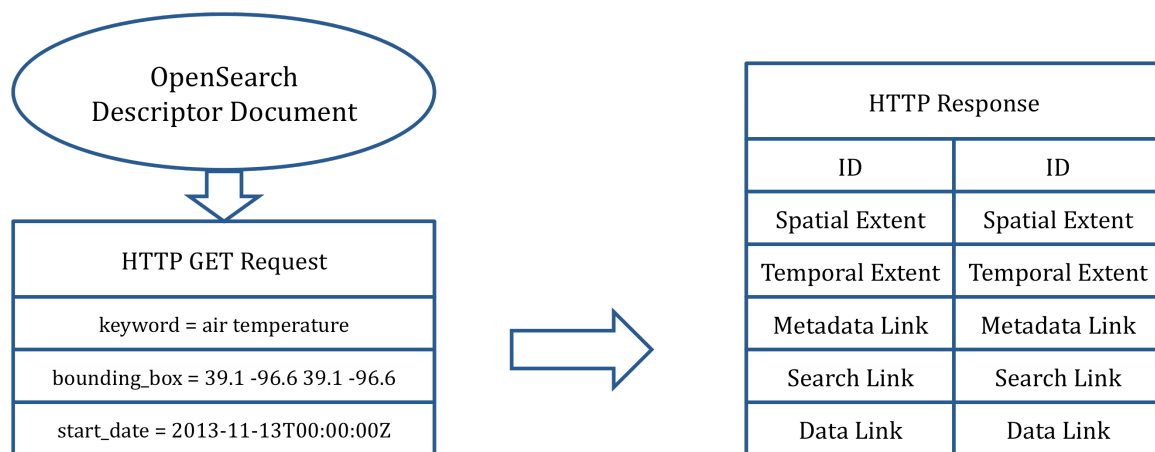 OpenSearch
Descriptor Document
HTTP GET Request
keyword = air temperature
bounding_box = 39.1 -96.6 39.1 -96.6
start_date = 2013-11-13T00:00:00Z
HTTP Response
ID ID
Spatial Extent Spatial Extent
Temporal Extent Temporal Extent
Metadata Link Metadata Link
Search Link Search Link
Data Link Data Link